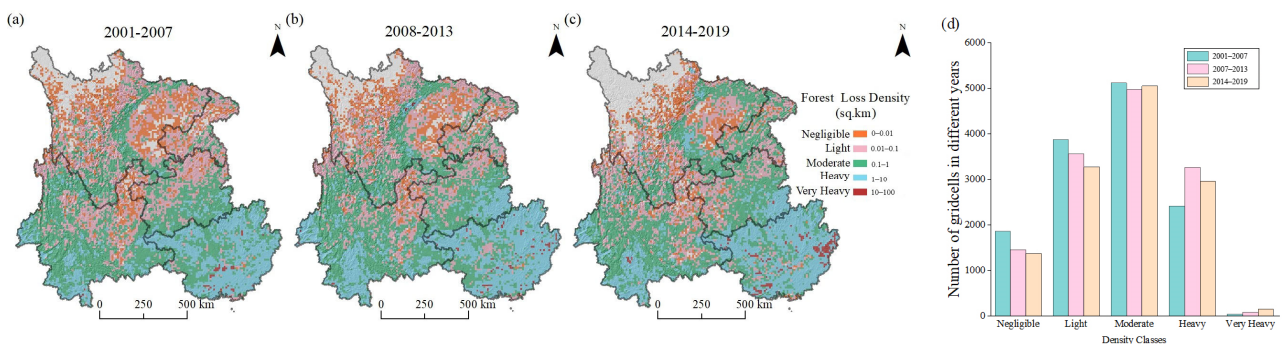 (a)
2001-2007
N
0 250 500 km
(b)
2008-2013
N
0 250 500 km
(c)
2014-2019
N
0 250 500 km
Forest Loss Density
(sq.km)
Negligible 0–0.01
Light 0.01–0.1
Moderate 0.1–1
Heavy 1–10
Very Heavy 10–100
(d)
Number of gridcells in different years
6000
5000
4000
3000
2000
1000
0
2001–2007
2007–2013
2014–2019
Negligible Light Moderate Heavy Very Heavy
Density Classes